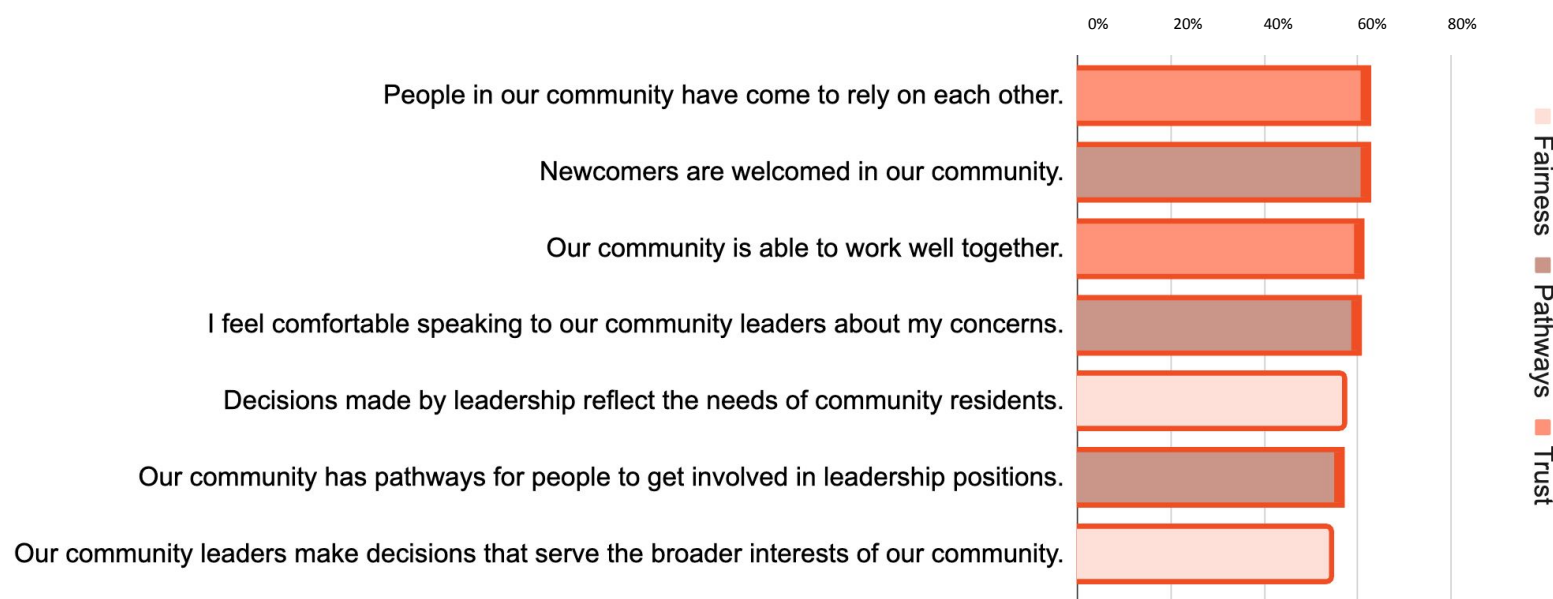 0% 20% 40% 60% 80%
People in our community have come to rely on each other.
Newcomers are welcomed in our community.
Our community is able to work well together.
I feel comfortable speaking to our community leaders about my concerns.
Decisions made by leadership reflect the needs of community residents.
Our community has pathways for people to get involved in leadership positions.
Our community leaders make decisions that serve the broader interests of our community.
Fairness Pathways Trust